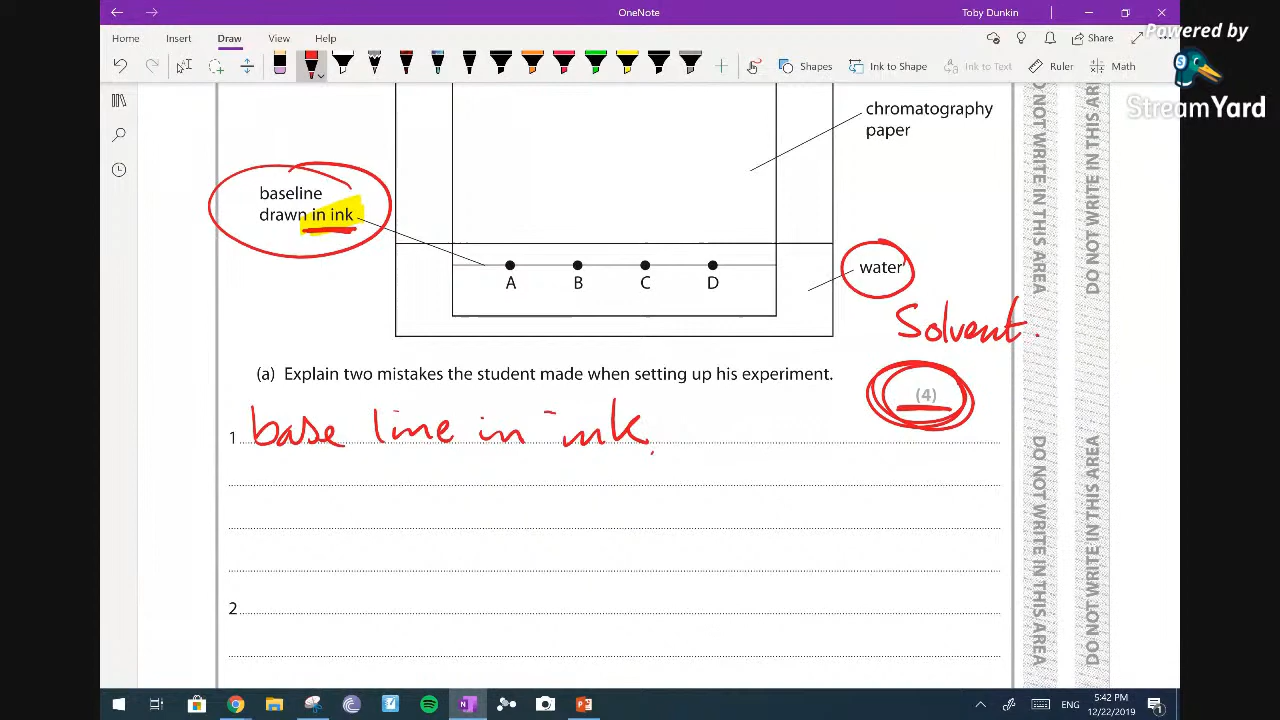 OneNote
Toby Dunkin
Powered by
StreamYard
Home Insert Draw View Help
Share
Shapes Ink to Shape Ink to Text Ruler Math
chromatography
paper
baseline
drawn in ink
water
A B C D
Solvent.
(a) Explain two mistakes the student made when setting up his experiment.
(4)
1 base line in ink.
2
DO NOT WRITE IN THIS AREA
DO NOT WRITE IN THIS AREA
DO NOT WRITE IN THIS AREA
DO NOT WRITE IN THIS AREA
ENG
5:42 PM
12/22/2019